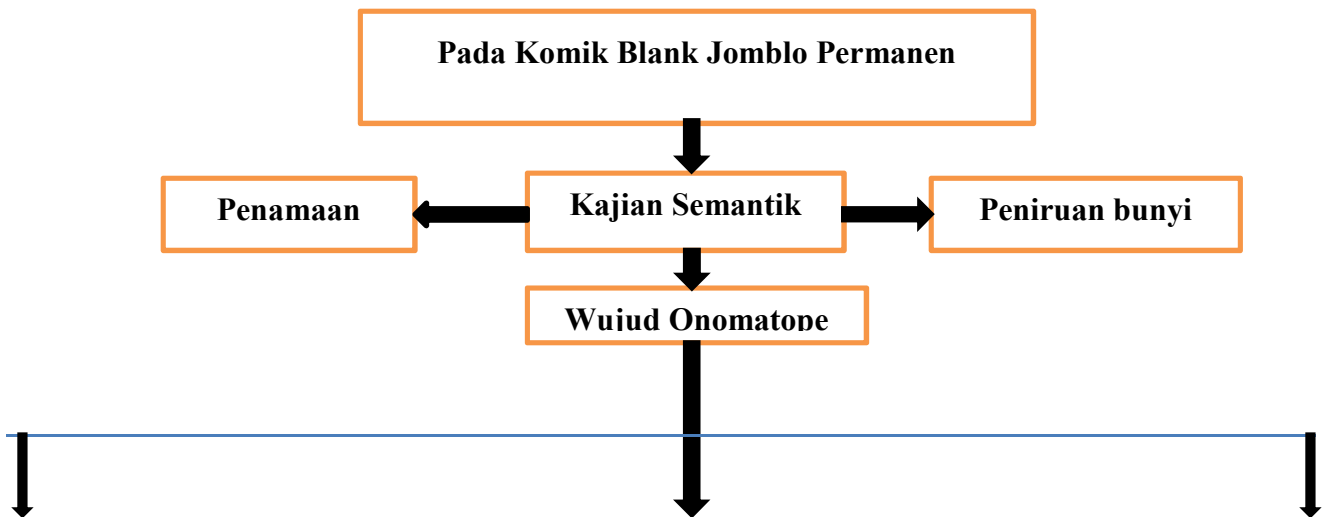 Pada Komik Blank Jomblo Permanen
Penamaan
Kajian Semantik
Peniruan bunyi
Wujud Onomatope